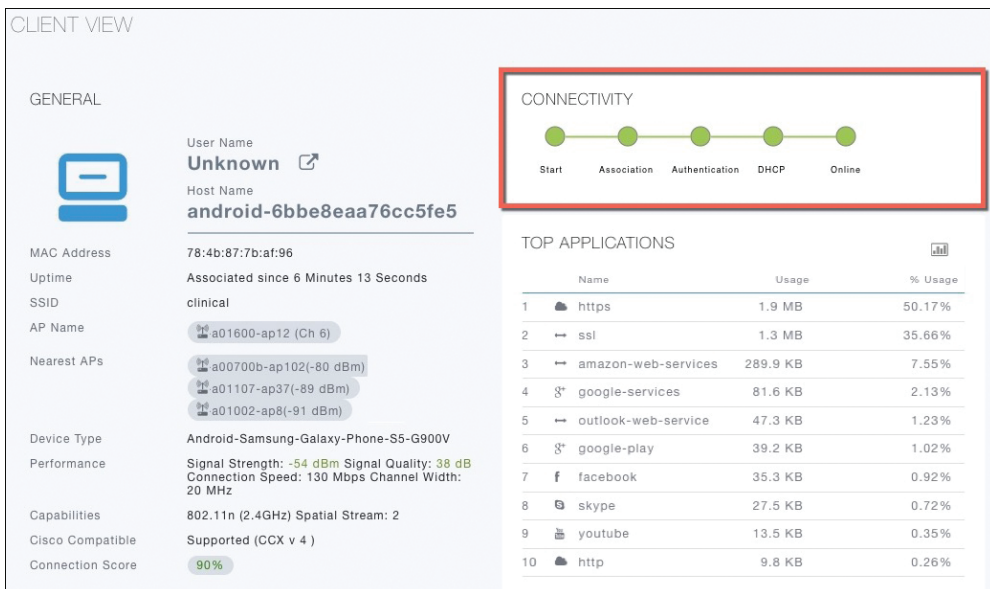 CLIENT VIEW
GENERAL
User Name
Unknown
Host Name
android-6bbe8eaa76cc5fe5
MAC Address 78:4b:87:7b:af:96
Uptime Associated since 6 Minutes 13 Seconds
SSID clinical
AP Name a01600-ap12 (Ch 6)
Nearest APs a00700b-ap102(-80 dBm)
a01107-ap37(-89 dBm)
a01002-ap8(-91 dBm)
Device Type Android-Samsung-Galaxy-Phone-S5-G900V
Performance Signal Strength: -54 dBm Signal Quality: 38 dB
Connection Speed: 130 Mbps Channel Width:
20 MHz
Capabilities 802.11n (2.4GHz) Spatial Stream: 2
Cisco Compatible Supported (CCX v 4 )
Connection Score 90%
CONNECTIVITY
Start Association Authentication DHCP Online
TOP APPLICATIONS
Name Usage % Usage
1 https 1.9 MB 50.17%
2 ssl 1.3 MB 35.66%
3 amazon-web-services 289.9 KB 7.55%
4 google-services 81.6 KB 2.13%
5 outlook-web-service 47.3 KB 1.23%
6 google-play 39.2 KB 1.02%
7 facebook 35.3 KB 0.92%
8 skype 27.5 KB 0.72%
9 youtube 13.5 KB 0.35%
10 http 9.8 KB 0.26%